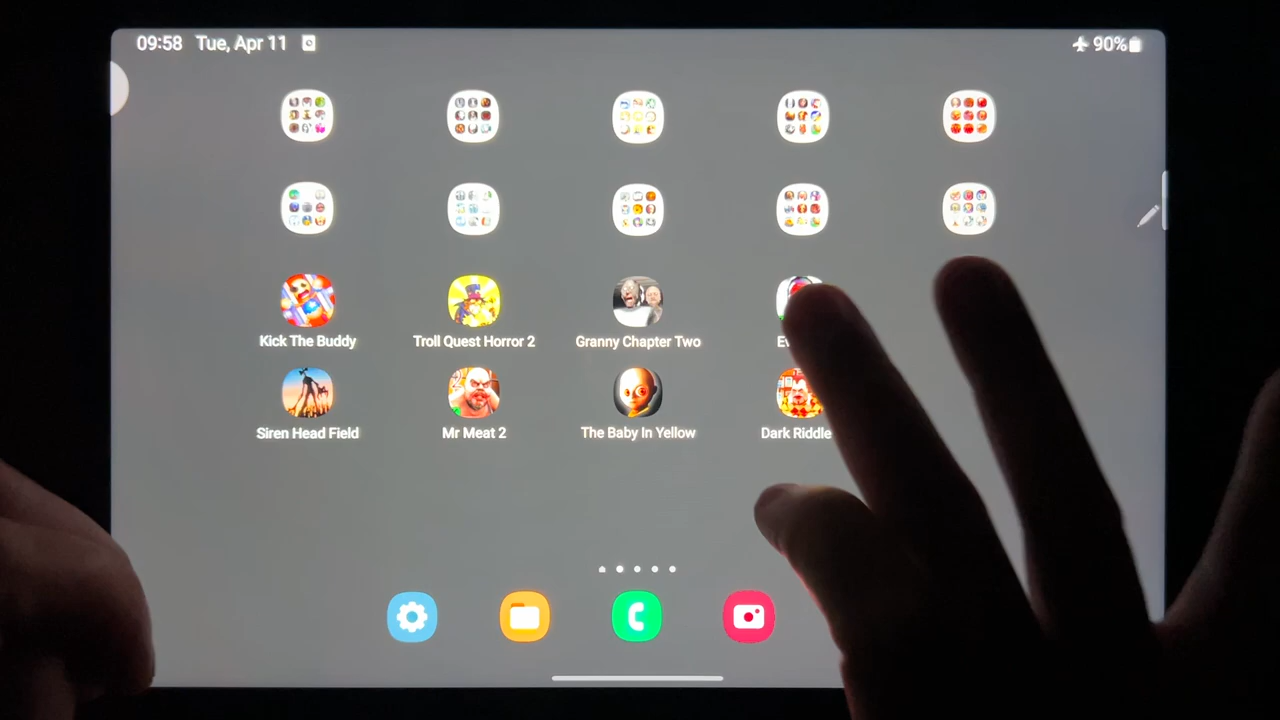 09:58 Tue, Apr 11 90%
Kick The Buddy Troll Quest Horror 2 Granny Chapter Two
Siren Head Field Mr Meat 2 The Baby In Yellow Dark Riddle